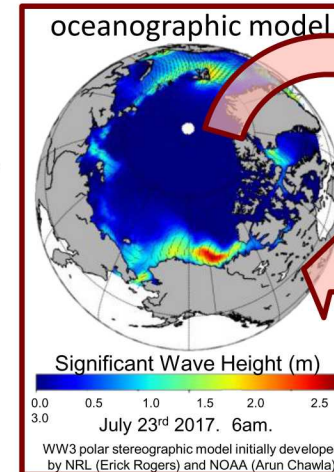 oceanographic model
Significant Wave Height (m)
0.0 0.5 1.0 1.5 2.0 2.5
3.0
July 23rd 2017. 6am.
WW3 polar stereographic model initially develope
by NRL (Erick Rogers) and NOAA (Arun Chawla)